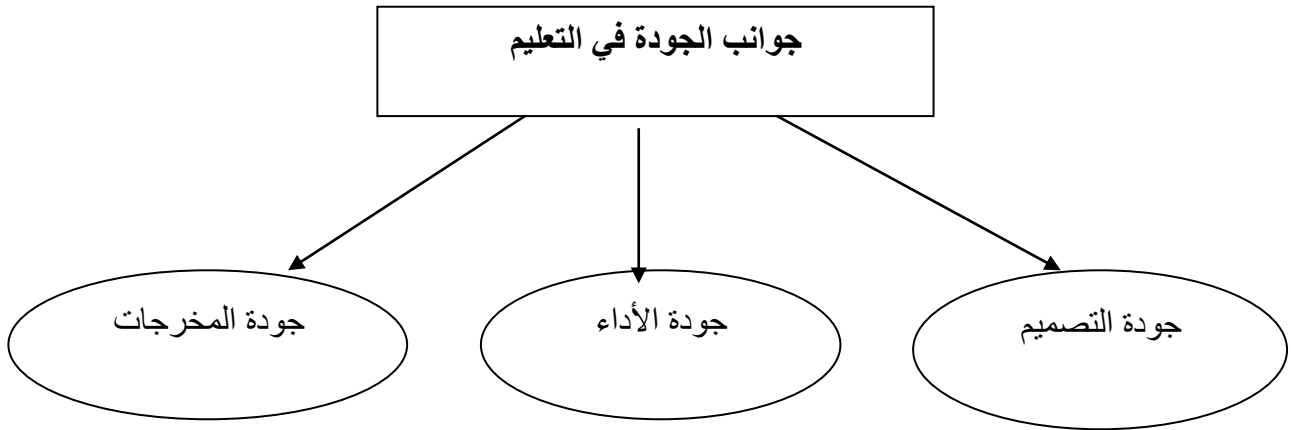 جوانب الجودة في التعليم
جودة التصميم
جودة الأداء
جودة المخرجات